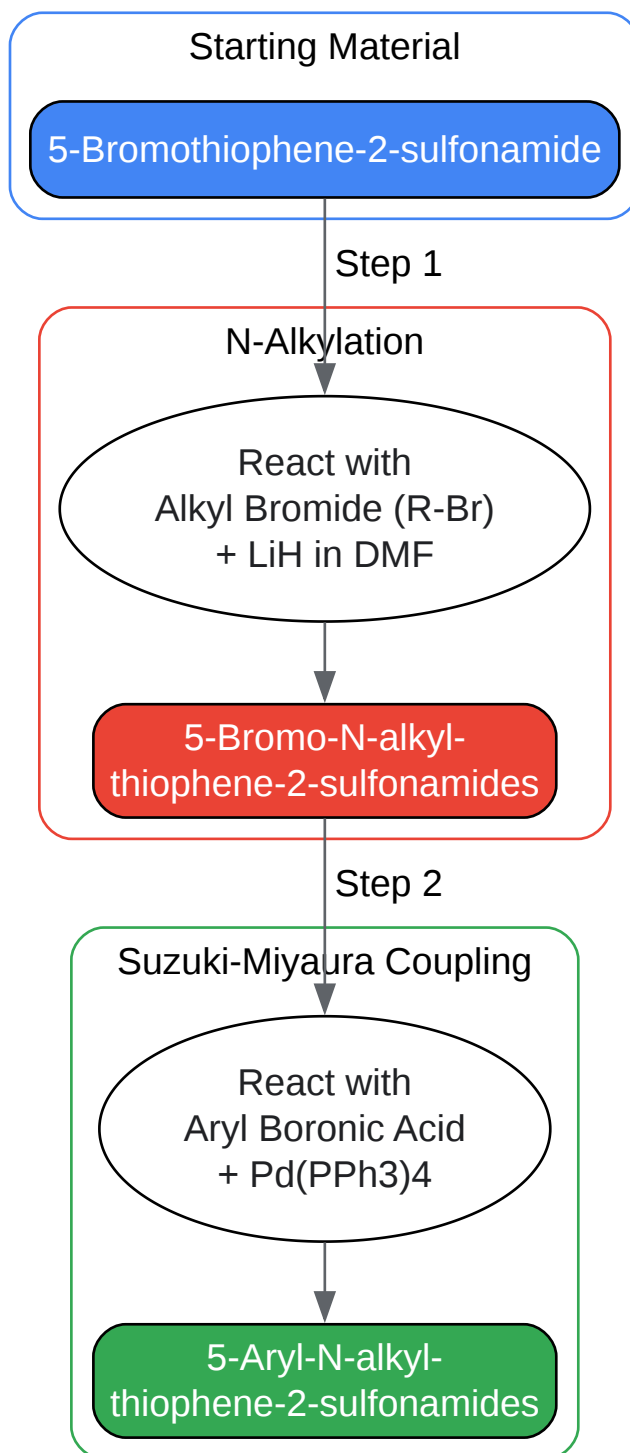 Starting Material
5-Bromothiophene-2-sulfonamide
Step 1
N-Alkylation
React with
Alkyl Bromide (R-Br)
+ LiH in DMF
5-Bromo-N-alkyl-
thiophene-2-sulfonamides
Step 2
Suzuki-Miyaura Coupling
React with
Aryl Boronic Acid
+ Pd(PPh3)4
5-Aryl-N-alkyl-
thiophene-2-sulfonamides